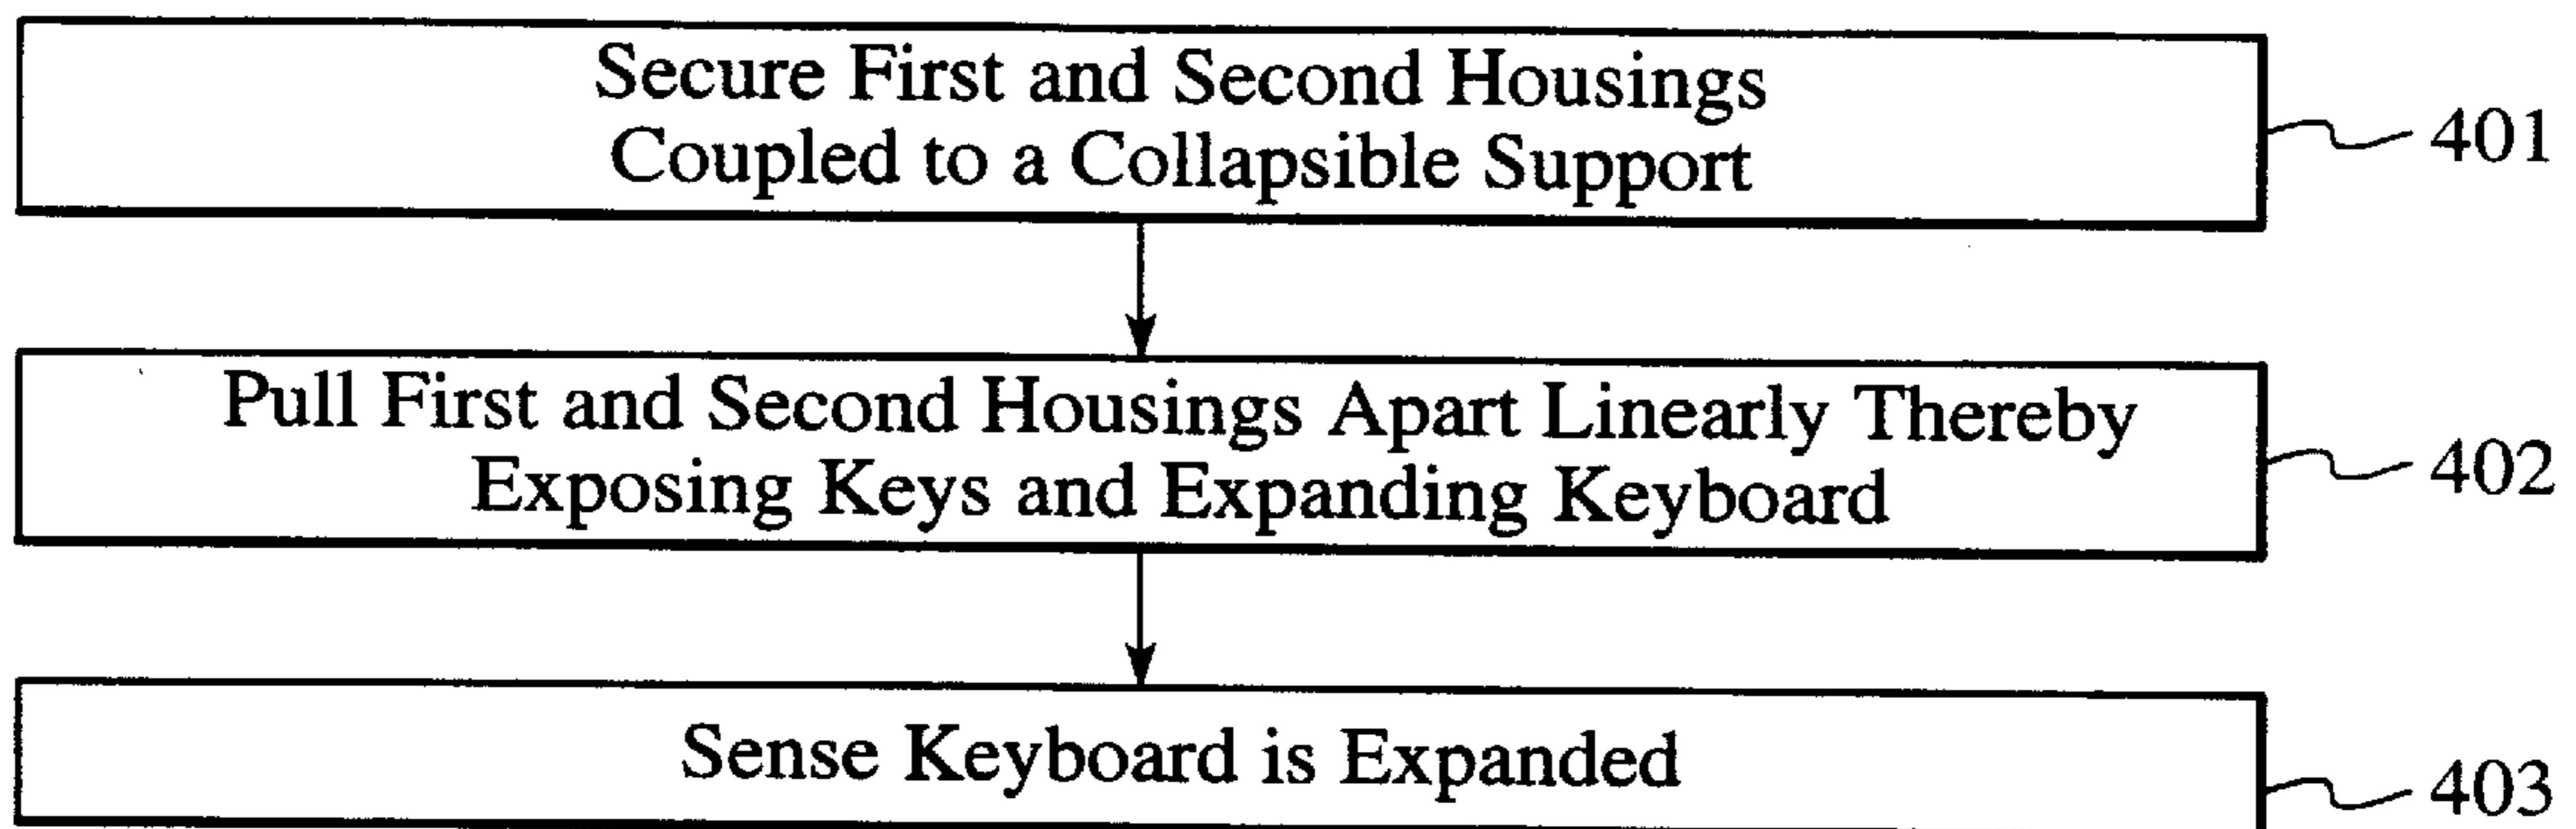 Secure First and Second Housings
Coupled to a Collapsible Support
401
Pull First and Second Housings Apart Linearly Thereby
Exposing Keys and Expanding Keyboard
402
Sense Keyboard is Expanded
403